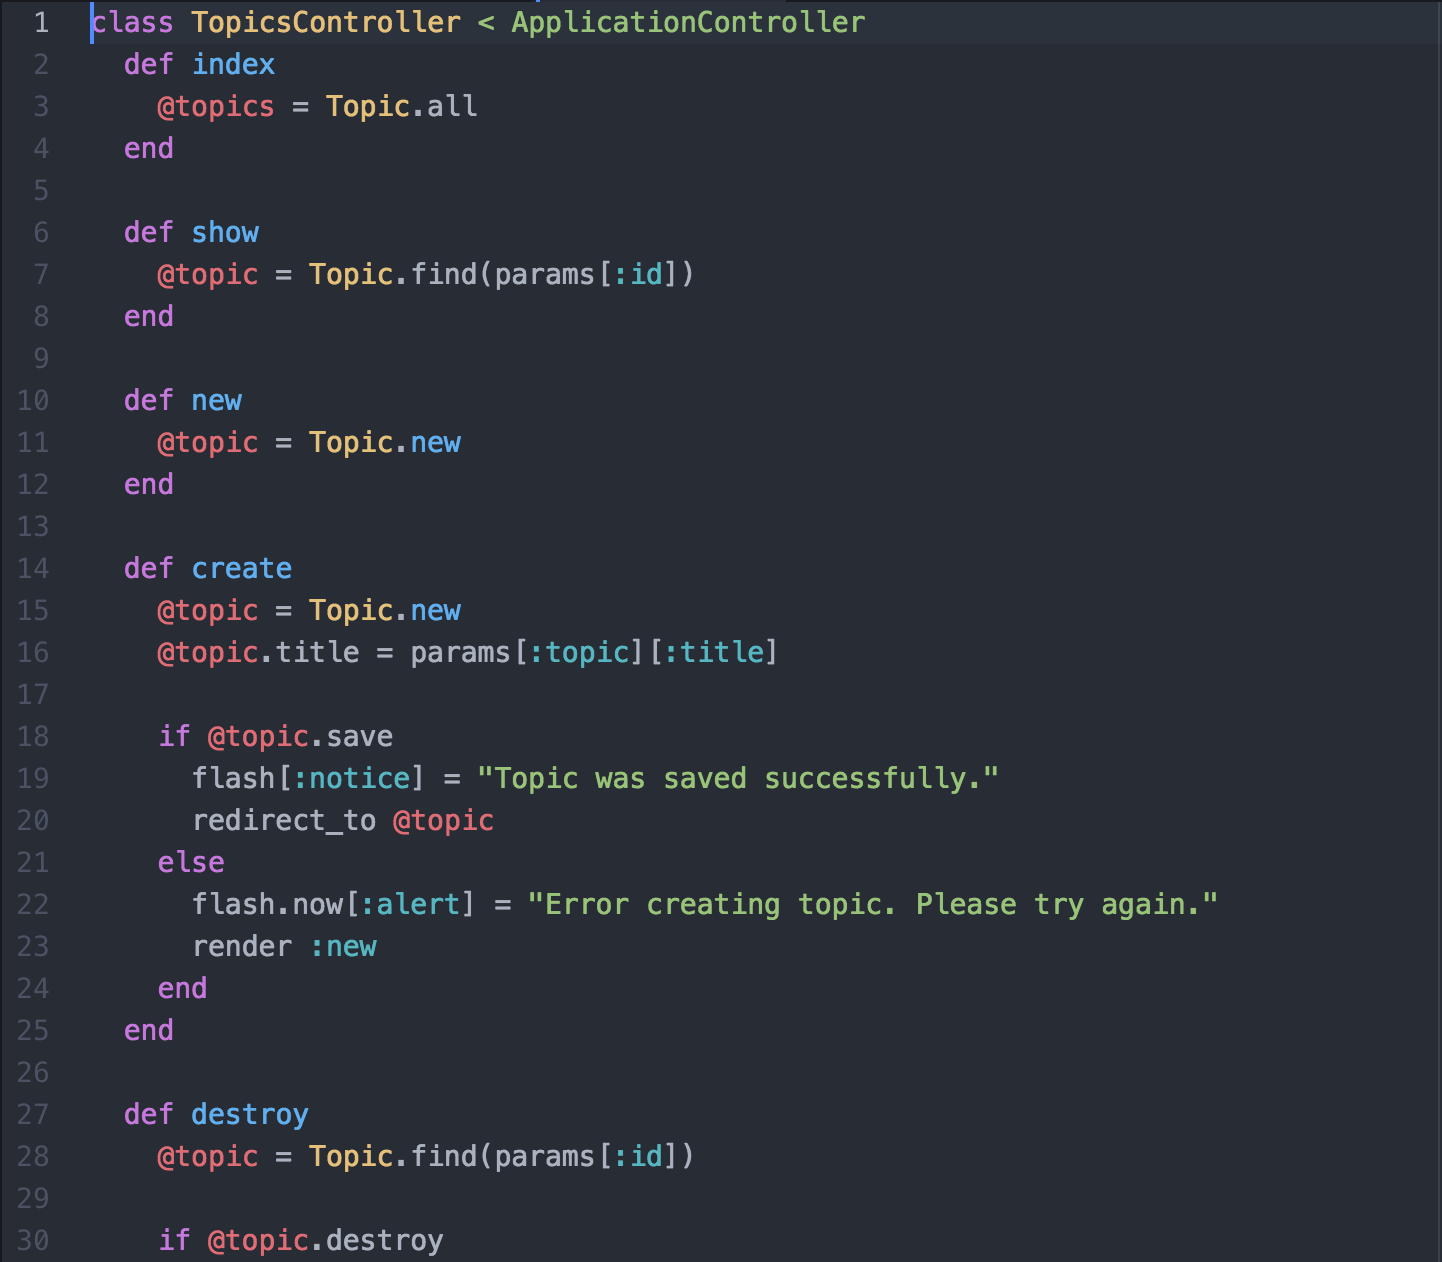 1 class TopicsController < ApplicationController
2   def index
3     @topics = Topic.all
4   end
5
6   def show
7     @topic = Topic.find(params[:id])
8   end
9
10   def new
11     @topic = Topic.new
12   end
13
14   def create
15     @topic = Topic.new
16     @topic.title = params[:topic][:title]
17
18     if @topic.save
19       flash[:notice] = "Topic was saved successfully."
20       redirect_to @topic
21     else
22       flash.now[:alert] = "Error creating topic. Please try again."
23       render :new
24     end
25   end
26
27   def destroy
28     @topic = Topic.find(params[:id])
29
30     if @topic.destroy